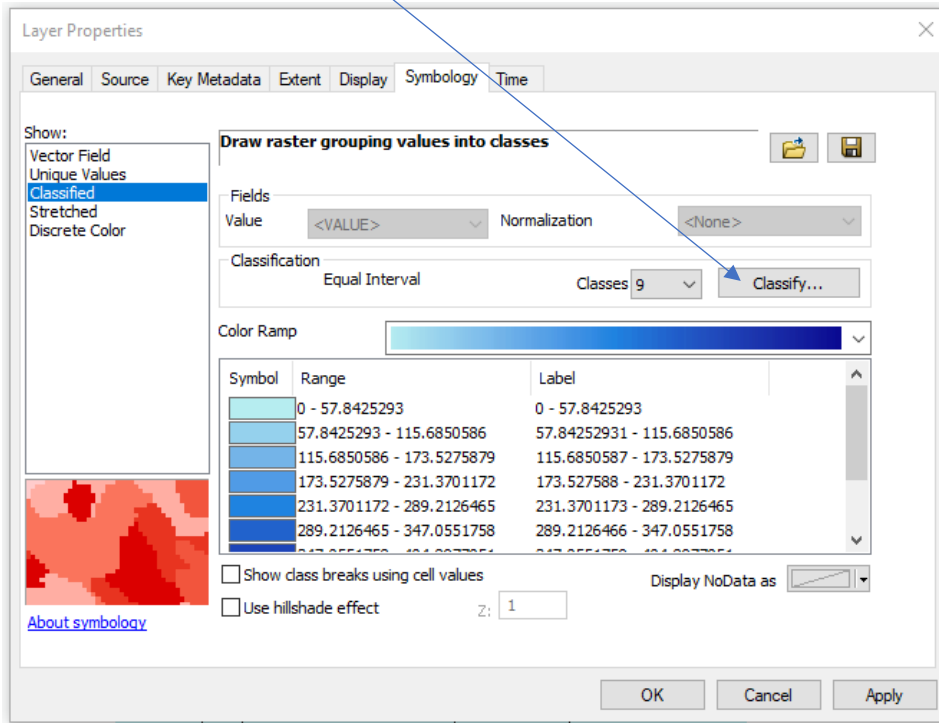 Layer Properties
General Source Key Metadata Extent Display Symbology Time
Show:
Vector Field
Unique Values
Classified
Stretched
Discrete Color
About symbology
Draw raster grouping values into classes
Fields
Value <VALUE> Normalization <None>
Classification
Equal Interval Classes 9 Classify...
Color Ramp
Symbol Range Label
0 - 57.8425293 0 - 57.8425293
57.8425293 - 115.6850586 57.84252931 - 115.6850586
115.6850586 - 173.5275879 115.6850587 - 173.5275879
173.5275879 - 231.3701172 173.527588 - 231.3701172
231.3701172 - 289.2126465 231.3701173 - 289.2126465
289.2126465 - 347.0551758 289.2126466 - 347.0551758
Show class breaks using cell values Display NoData as
Use hillshade effect Z: 1
OK Cancel Apply